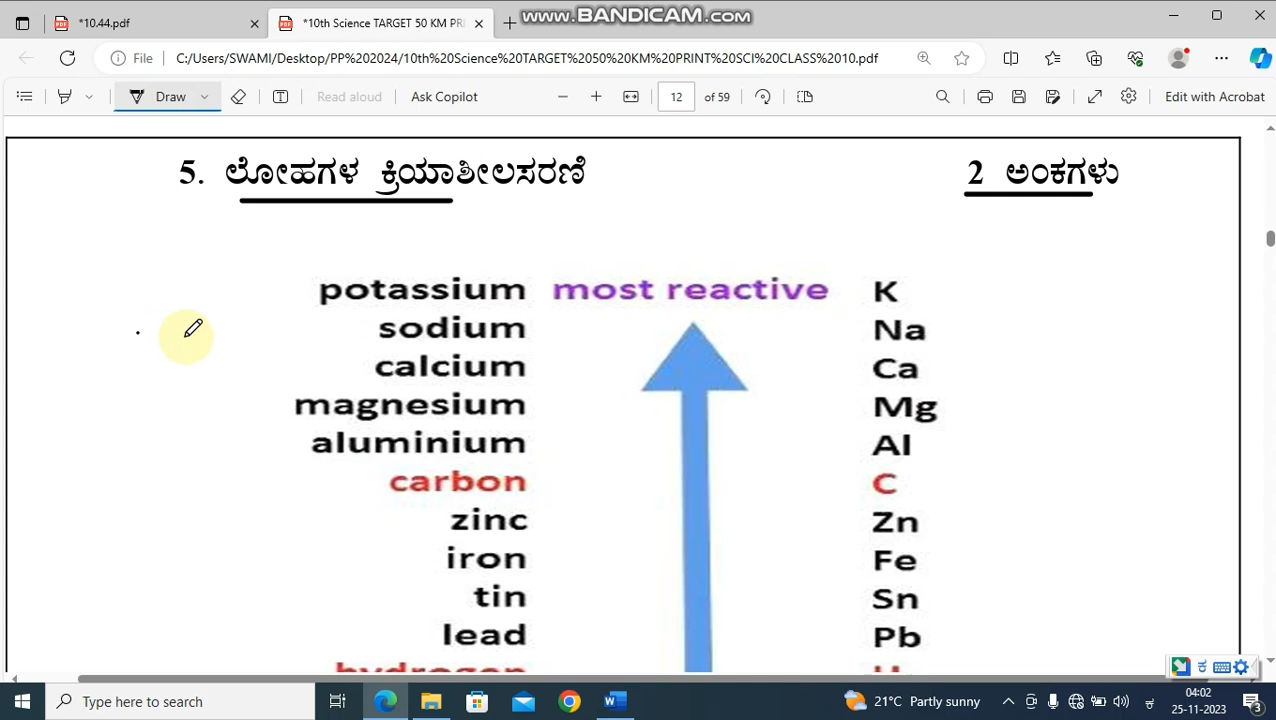 www.BANDICAM.com
*10.44.pdf
*10th Science TARGET 50 KM PRI
File C:/Users/SWAMI/Desktop/PP%202024/10th%20Science%20TARGET%2050%20KM%20PRINT%20SCI%20CLASS%2010.pdf
Draw Read aloud Ask Copilot 12 of 59 Edit with Acrobat
5. ಲೋಹಗಳ ಕ್ರಿಯಾಶೀಲಸರಣಿ 2 ಅಂಕಗಳು
potassium most reactive K
sodium Na
calcium Ca
magnesium Mg
aluminium Al
carbon C
zinc Zn
iron Fe
tin Sn
lead Pb
hydrogen H
Type here to search 21°C Partly sunny 04:02
25-11-2023 3